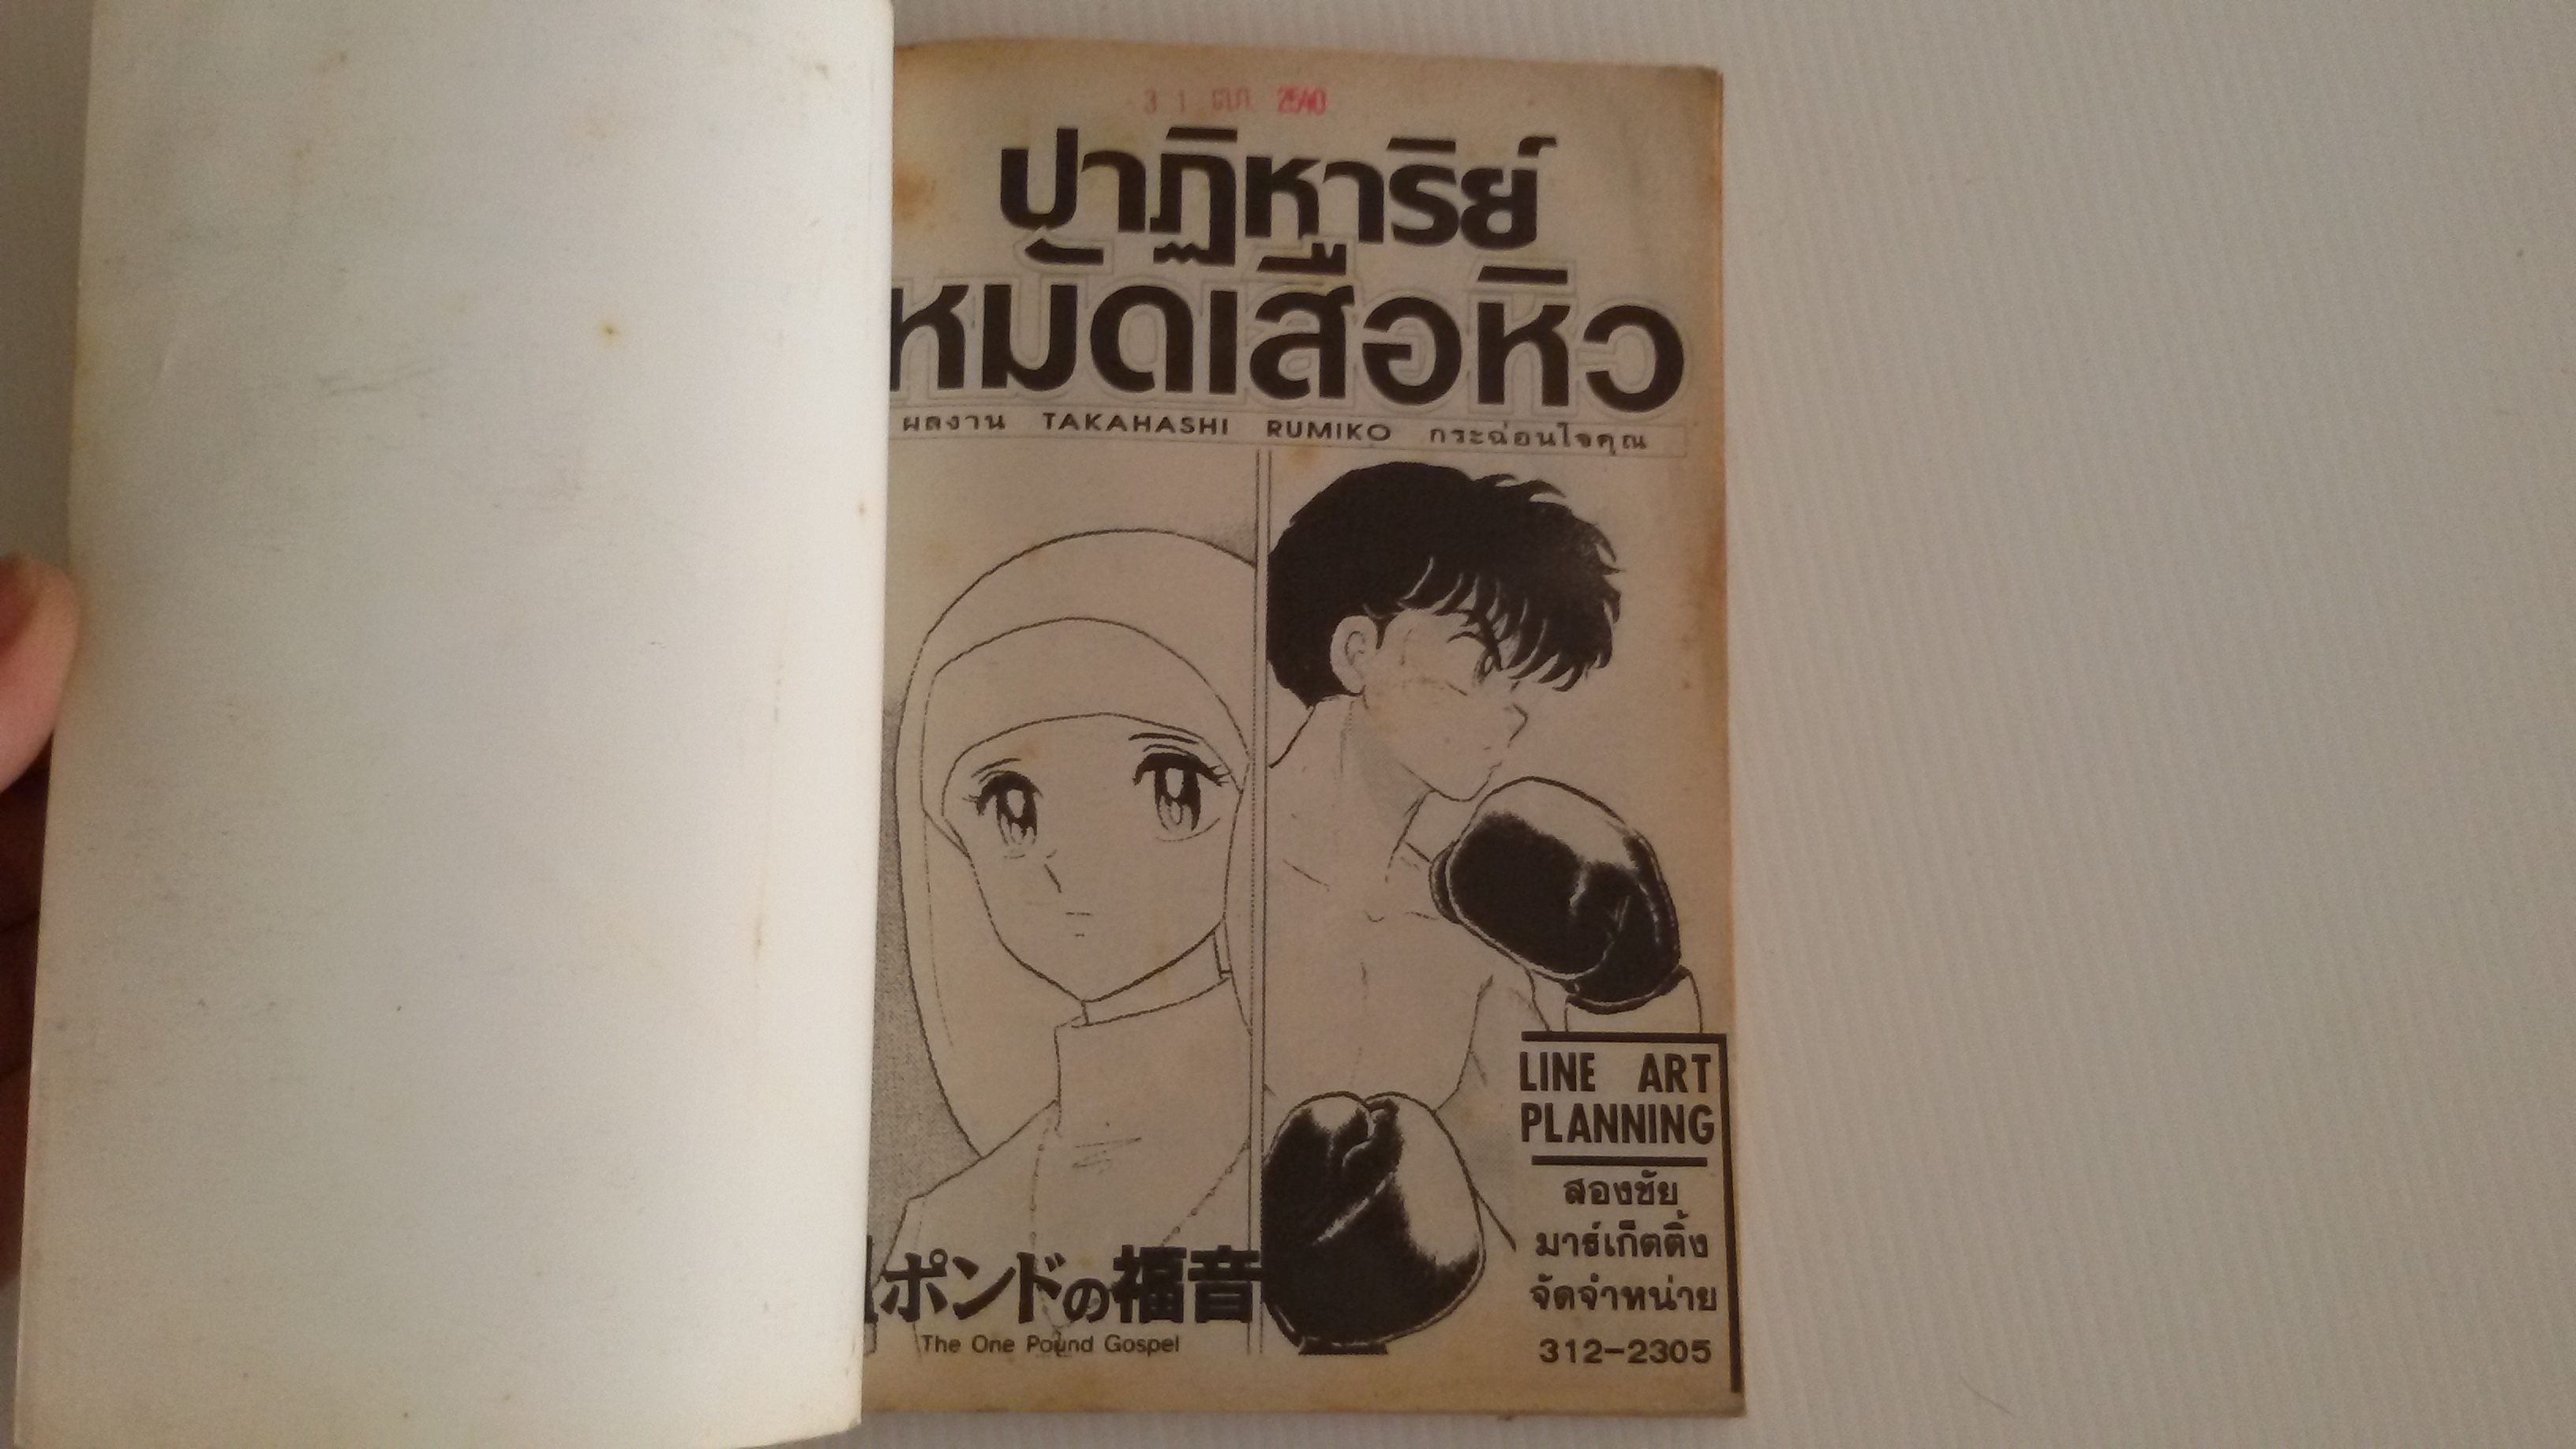 3 1 ต.ค. 2540
ปาฏิหาริย์
หมัดเสือหิว
ผลงาน TAKAHASHI RUMIKO กระฉ่อนใจคุณ
LINE ART
PLANNING
สองชัย
มาร์เก็ตติ้ง
จัดจำหน่าย
312-2305
1ポンドの福音
The One Pound Gospel